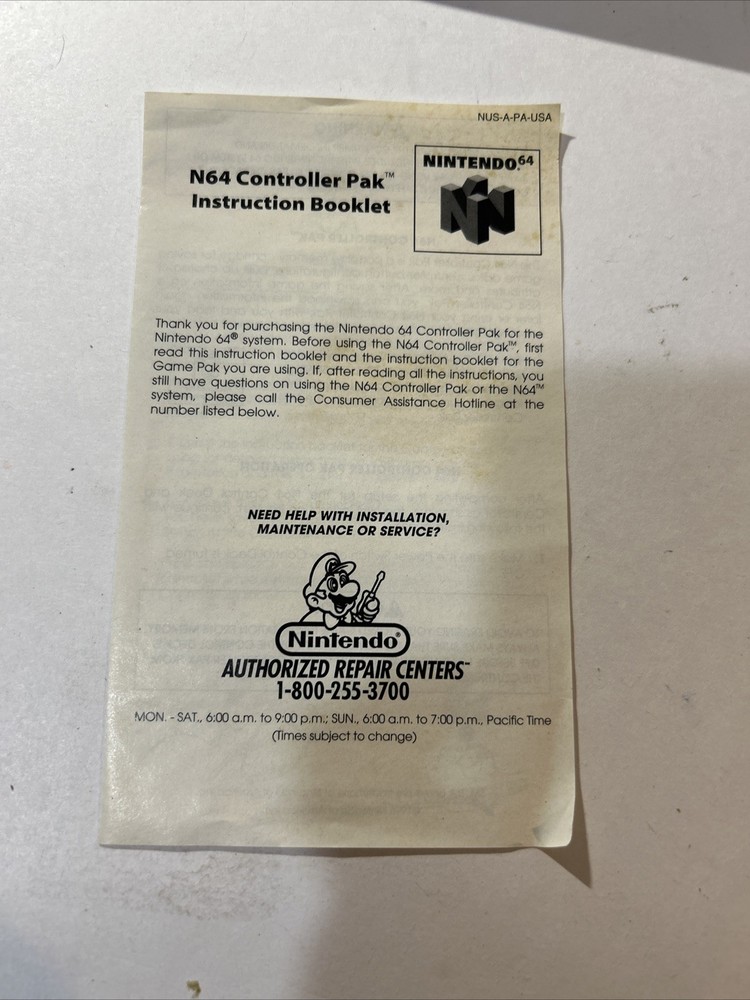 NUS-A-PA-USA
N64 Controller Pak™
Instruction Booklet
NINTENDO64
Thank you for purchasing the Nintendo 64 Controller Pak for the
Nintendo 64® system. Before using the N64 Controller Pak™, first
read this instruction booklet and the instruction booklet for the
Game Pak you are using. If, after reading all the instructions, you
still have questions on using the N64 Controller Pak or the N64™
system, please call the Consumer Assistance Hotline at the
number listed below.
NEED HELP WITH INSTALLATION,
MAINTENANCE OR SERVICE?
Nintendo®
AUTHORIZED REPAIR CENTERS℠
1-800-255-3700
MON. - SAT., 6:00 a.m. to 9:00 p.m.; SUN., 6:00 a.m. to 7:00 p.m., Pacific Time
(Times subject to change)